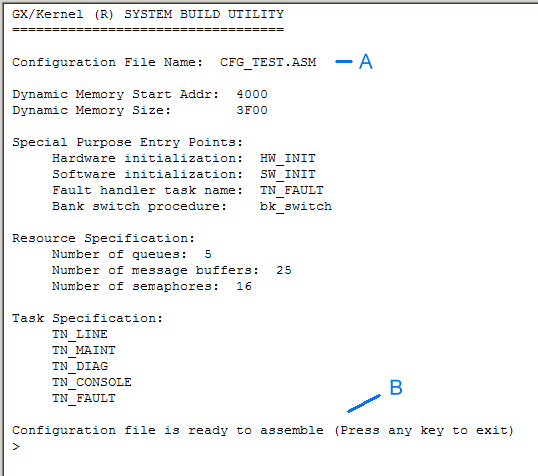 GX/Kernel (R) SYSTEM BUILD UTILITY
==================================
Configuration File Name:  CFG_TEST.ASM  A
Dynamic Memory Start Addr:  4000
Dynamic Memory Size:        3F00
Special Purpose Entry Points:
     Hardware initialization:  HW_INIT
     Software initialization:  SW_INIT
     Fault handler task name:  TN_FAULT
     Bank switch procedure:    bk_switch
Resource Specification:
     Number of queues:  5
     Number of message buffers:  25
     Number of semaphores:  16
Task Specification:
     TN_LINE
     TN_MAINT
     TN_DIAG
     TN_CONSOLE
     TN_FAULT
B
Configuration file is ready to assemble (Press any key to exit)
>